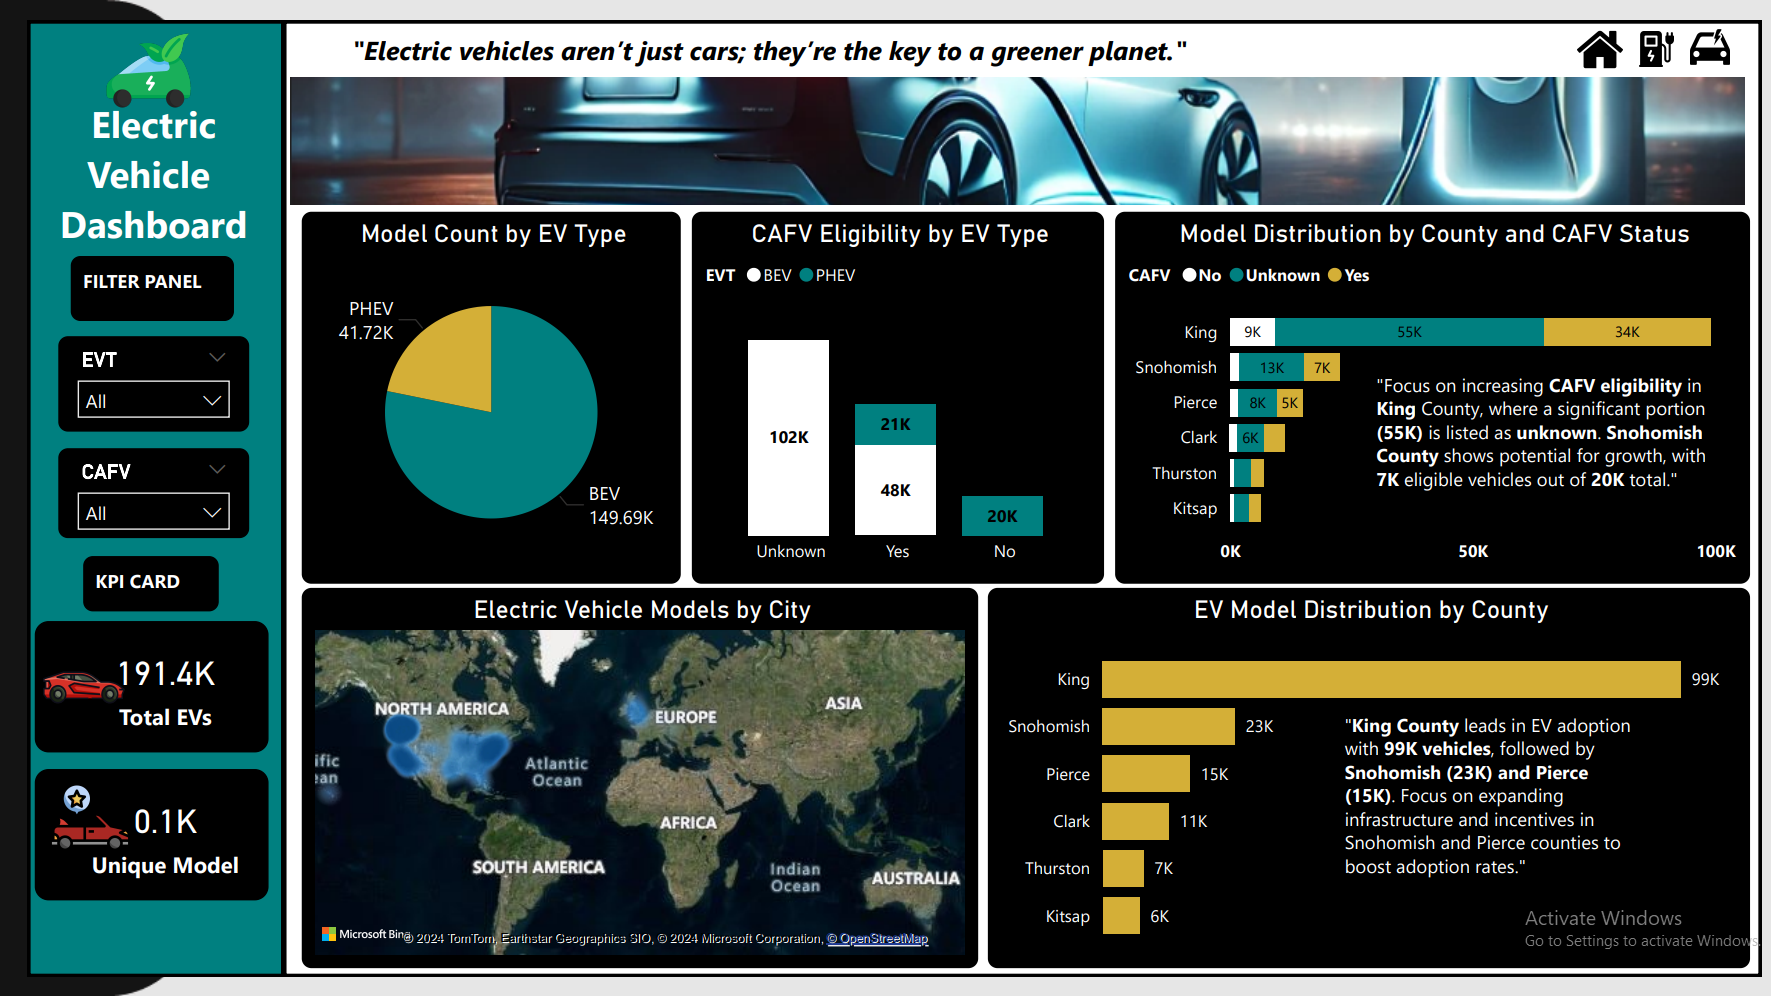 "Electric vehicles aren’t just cars; they’re the key to a greener planet."
Electric
Vehicle
Dashboard
FILTER PANEL
EVT
All
CAFV
All
KPI CARD
191.4K
Total EVs
0.1K
Unique Model
Model Count by EV Type
PHEV
41.72K
BEV
149.69K
CAFV Eligibility by EV Type
EVT BEV PHEV
102K
21K
48K
20K
Unknown Yes No
Model Distribution by County and CAFV Status
CAFV No Unknown Yes
King 9K 55K 34K
Snohomish 13K 7K
Pierce 8K 5K
Clark 6K
Thurston
Kitsap
0K 50K 100K
"Focus on increasing CAFV eligibility in
King County, where a significant portion
(55K) is listed as unknown. Snohomish
County shows potential for growth, with
7K eligible vehicles out of 20K total."
Electric Vehicle Models by City
NORTH AMERICA
EUROPE
ASIA
Atlantic
Ocean
AFRICA
SOUTH AMERICA
Indian
Ocean
AUSTRALIA
Microsoft Bing
© 2024 TomTom, Earthstar Geographics SIO, © 2024 Microsoft Corporation, © OpenStreetMap
EV Model Distribution by County
King 99K
Snohomish 23K
Pierce 15K
Clark 11K
Thurston 7K
Kitsap 6K
"King County leads in EV adoption
with 99K vehicles, followed by
Snohomish (23K) and Pierce
(15K). Focus on expanding
infrastructure and incentives in
Snohomish and Pierce counties to
boost adoption rates."
Activate Windows
Go to Settings to activate Windows.